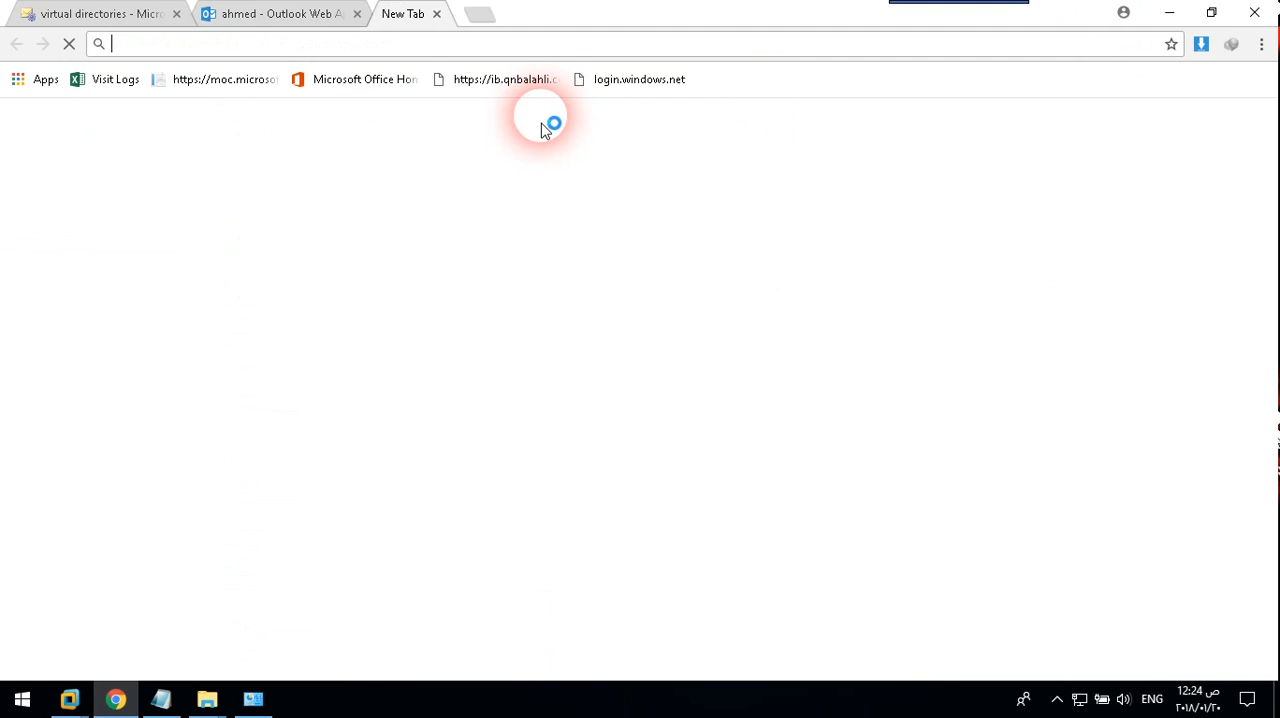 virtual directories - Micro
ahmed - Outlook Web A
New Tab
Apps
Visit Logs
https://moc.microso
Microsoft Office Hon
https://ib.qnbalahli.c
login.windows.net
ENG
12:24 ص
٢٠١٨/٠١/٢٠